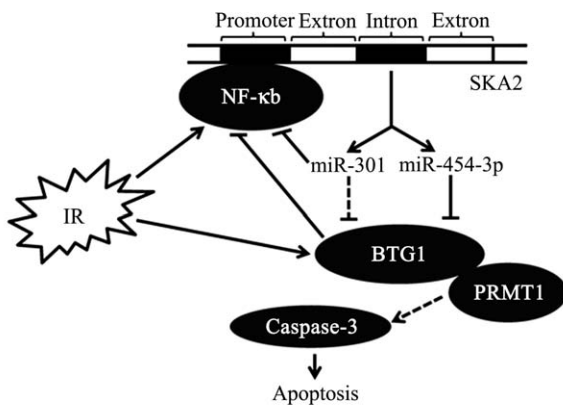 Promoter Extron Intron Extron
SKA2
NF-κb
miR-301 miR-454-3p
IR
BTG1
PRMT1
Caspase-3
Apoptosis